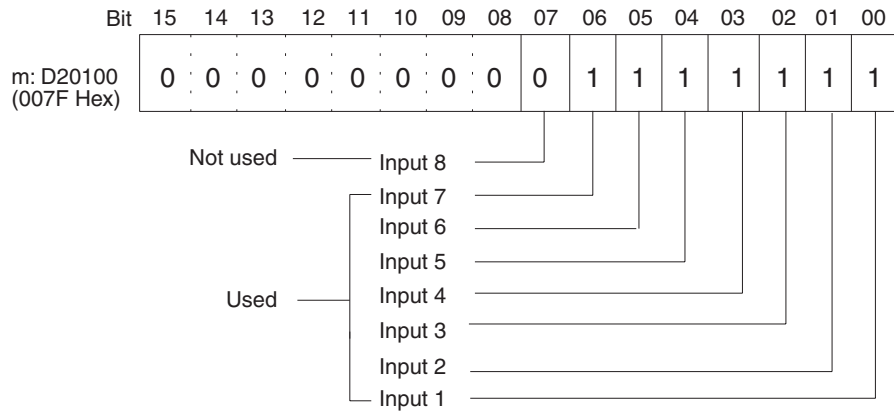 Bit 15 14 13 12 11 10 09 08 07 06 05 04 03 02 01 00
m: D20100 0 0 0 0 0 0 0 0 0 1 1 1 1 1 1 1
(007F Hex)
Not used Input 8
Input 7
Input 6
Input 5
Used Input 4
Input 3
Input 2
Input 1